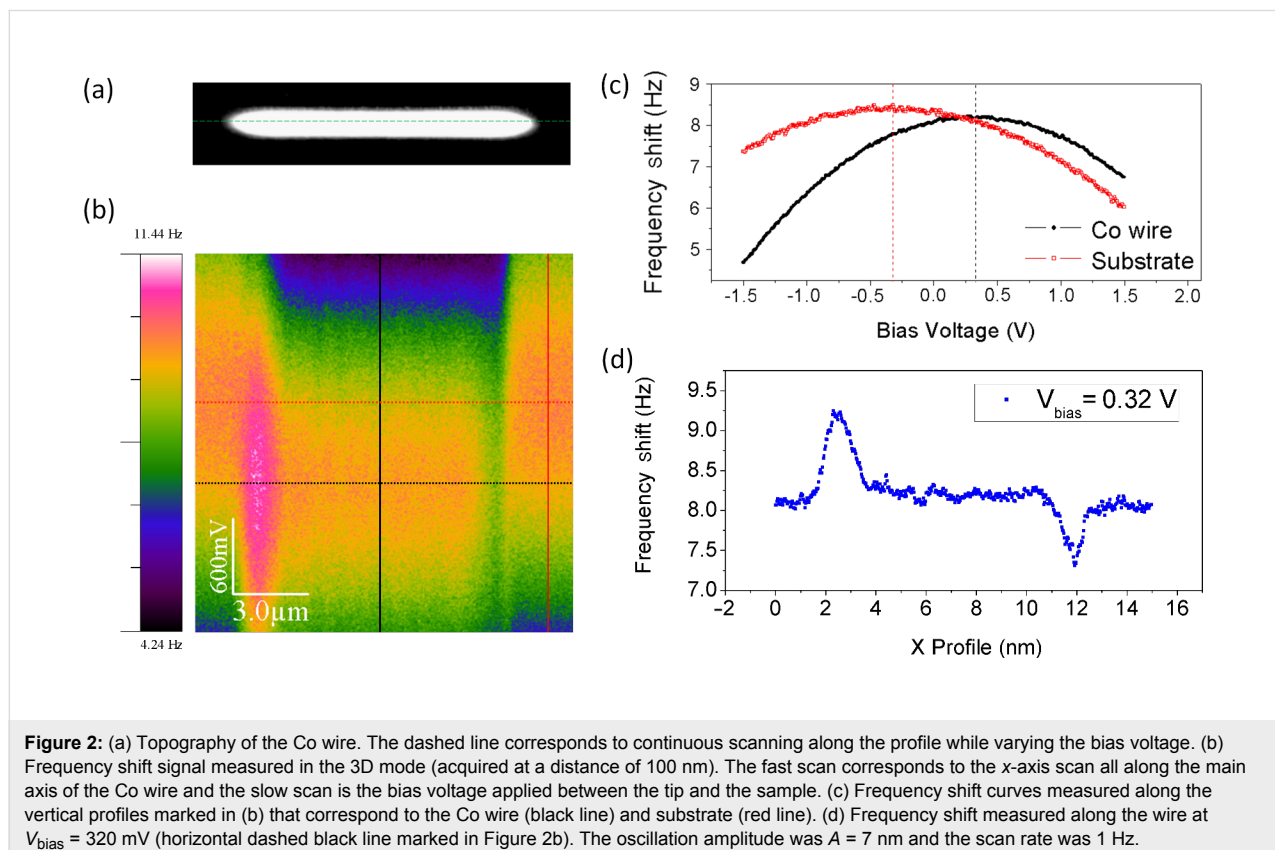 (a)
(b)
11.44 Hz
4.24 Hz
600mV
3.0µm
(c)
Frequency shift (Hz)
9
8
7
6
5
-1.5 -1.0 -0.5 0.0 0.5 1.0 1.5 2.0
Bias Voltage (V)
Co wire
Substrate
(d)
Frequency shift (Hz)
9.5
9.0
8.5
8.0
7.5
7.0
−2 0 2 4 6 8 10 12 14 16
X Profile (nm)
Vbias= 0.32 V
Figure 2: (a) Topography of the Co wire. The dashed line corresponds to continuous scanning along the profile while varying the bias voltage. (b)
Frequency shift signal measured in the 3D mode (acquired at a distance of 100 nm). The fast scan corresponds to the x-axis scan all along the main
axis of the Co wire and the slow scan is the bias voltage applied between the tip and the sample. (c) Frequency shift curves measured along the
vertical profiles marked in (b) that correspond to the Co wire (black line) and substrate (red line). (d) Frequency shift measured along the wire at
Vbias = 320 mV (horizontal dashed black line marked in Figure 2b). The oscillation amplitude was A = 7 nm and the scan rate was 1 Hz.